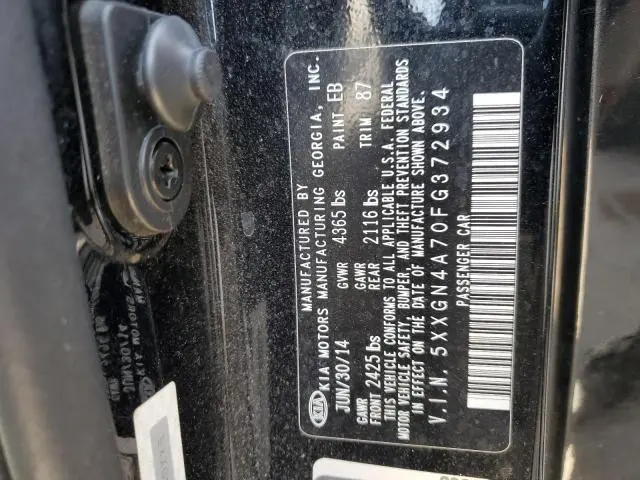 MANUFACTURED BY
KIA KIA MOTORS MANUFACTURING GEORGIA, INC.
JUN/30/14 GVWR 4365 lbs PAINT EB
GAWR FRONT 2425 lbs GAWR REAR 2116 lbs TRIM 87
THIS VEHICLE CONFORMS TO ALL APPLICABLE U.S.A. FEDERAL
MOTOR VEHICLE SAFETY, BUMPER, AND THEFT PREVENTION STANDARDS
IN EFFECT ON THE DATE OF MANUFACTURE SHOWN ABOVE.
V.I.N. 5XXGN4A70FG372934
PASSENGER CAR